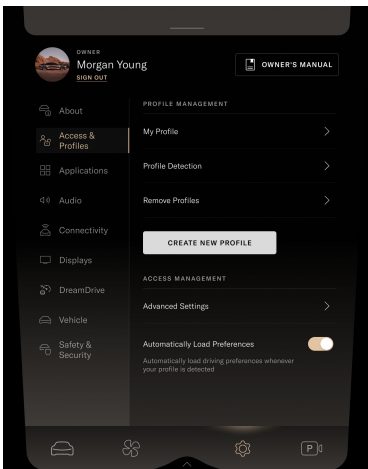 OWNER
Morgan Young
SIGN OUT
OWNER'S MANUAL
About
Access &
Profiles
Applications
Audio
Connectivity
Displays
DreamDrive
Vehicle
Safety &
Security
PROFILE MANAGEMENT
My Profile
Profile Detection
Remove Profiles
CREATE NEW PROFILE
ACCESS MANAGEMENT
Advanced Settings
Automatically Load Preferences
Automatically load driving preferences whenever
your profile is detected
P